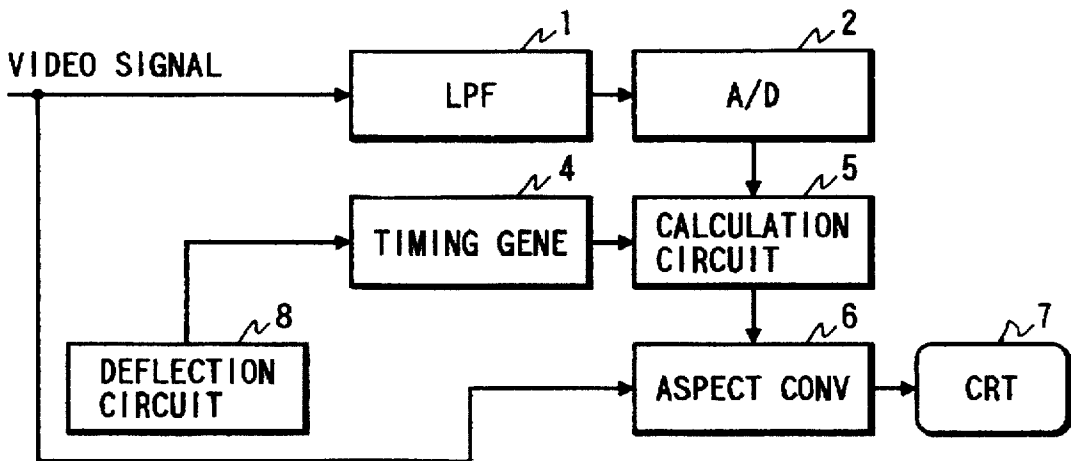 1
2
VIDEO SIGNAL
LPF
A/D
4
5
TIMING GENE
CALCULATION
CIRCUIT
8
6
7
DEFLECTION
CIRCUIT
ASPECT CONV
CRT